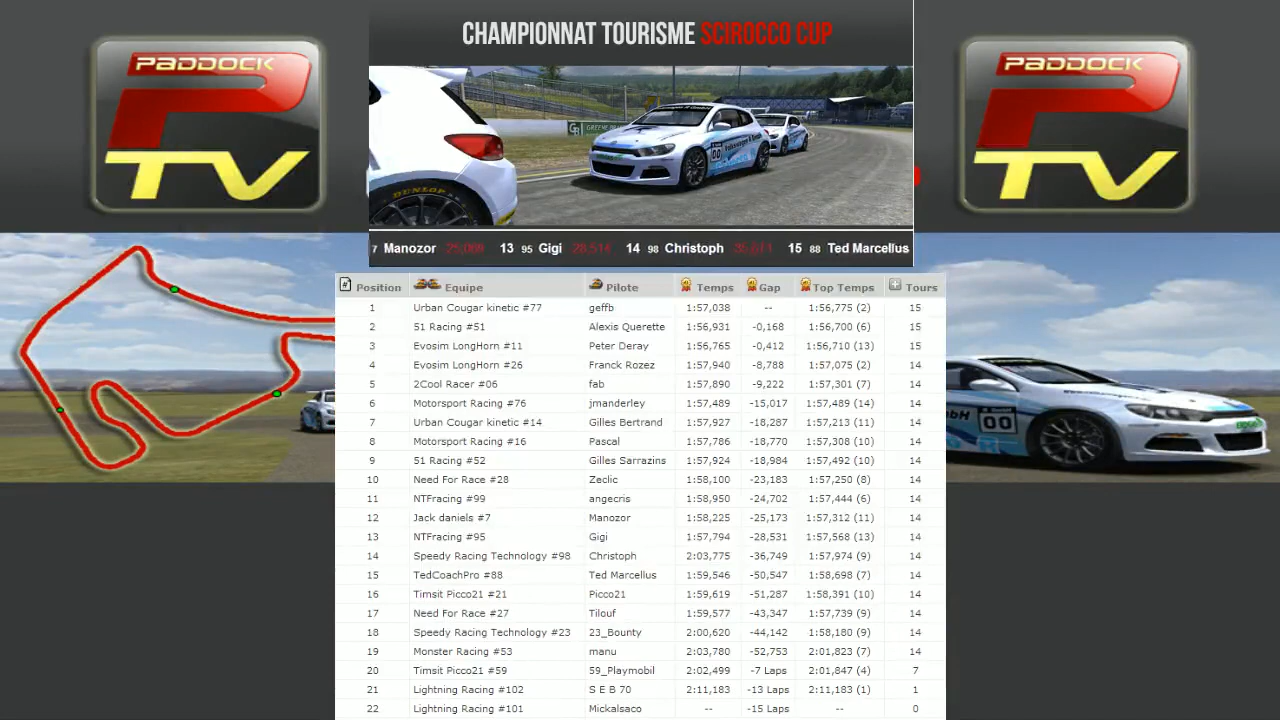 CHAMPIONNAT TOURISME SCIROCCO CUP
PADDOCK
TV
PADDOCK
TV
GREENE
00
DUNLOP
7 Manozor 25,069 13 95 Gigi 28,514 14 98 Christoph 35,611 15 88 Ted Marcellus
# Position Equipe Pilote Temps Gap Top Temps Tours
1 Urban Cougar kinetic #77 geffb 1:57,038 -- 1:56,775 (2) 15
2 51 Racing #51 Alexis Querette 1:56,931 -0,168 1:56,700 (6) 15
3 Evosim LongHorn #11 Peter Deray 1:56,765 -0,412 1:56,710 (13) 15
4 Evosim LongHorn #26 Franck Rozez 1:57,940 -8,788 1:57,075 (2) 14
5 2Cool Racer #06 fab 1:57,890 -9,222 1:57,301 (7) 14
6 Motorsport Racing #76 jmanderley 1:57,489 -15,017 1:57,489 (14) 14
7 Urban Cougar kinetic #14 Gilles Bertrand 1:57,927 -18,287 1:57,213 (11) 14
8 Motorsport Racing #16 Pascal 1:57,786 -18,770 1:57,308 (10) 14
9 51 Racing #52 Gilles Sarrazins 1:57,924 -18,984 1:57,492 (10) 14
10 Need For Race #28 Zeclic 1:58,100 -23,183 1:57,250 (8) 14
11 NTFracing #99 angecris 1:58,950 -24,702 1:57,444 (6) 14
12 Jack daniels #7 Manozor 1:58,225 -25,173 1:57,312 (11) 14
13 NTFracing #95 Gigi 1:57,794 -28,531 1:57,568 (13) 14
14 Speedy Racing Technology #98 Christoph 2:03,775 -36,749 1:57,974 (9) 14
15 TedCoachPro #88 Ted Marcellus 1:59,546 -50,547 1:58,698 (7) 14
16 Timsit Picco21 #21 Picco21 1:59,619 -51,287 1:58,391 (10) 14
17 Need For Race #27 Tilouf 1:59,577 -43,347 1:57,739 (9) 14
18 Speedy Racing Technology #23 23_Bounty 2:00,620 -44,142 1:58,180 (9) 14
19 Monster Racing #53 manu 2:03,780 -52,753 2:01,823 (7) 14
20 Timsit Picco21 #59 59_Playmobil 2:02,499 -7 Laps 2:01,847 (4) 7
21 Lightning Racing #102 S E B 70 2:11,183 -13 Laps 2:11,183 (1) 1
22 Lightning Racing #101 Mickalsaco -- -15 Laps -- 0
00